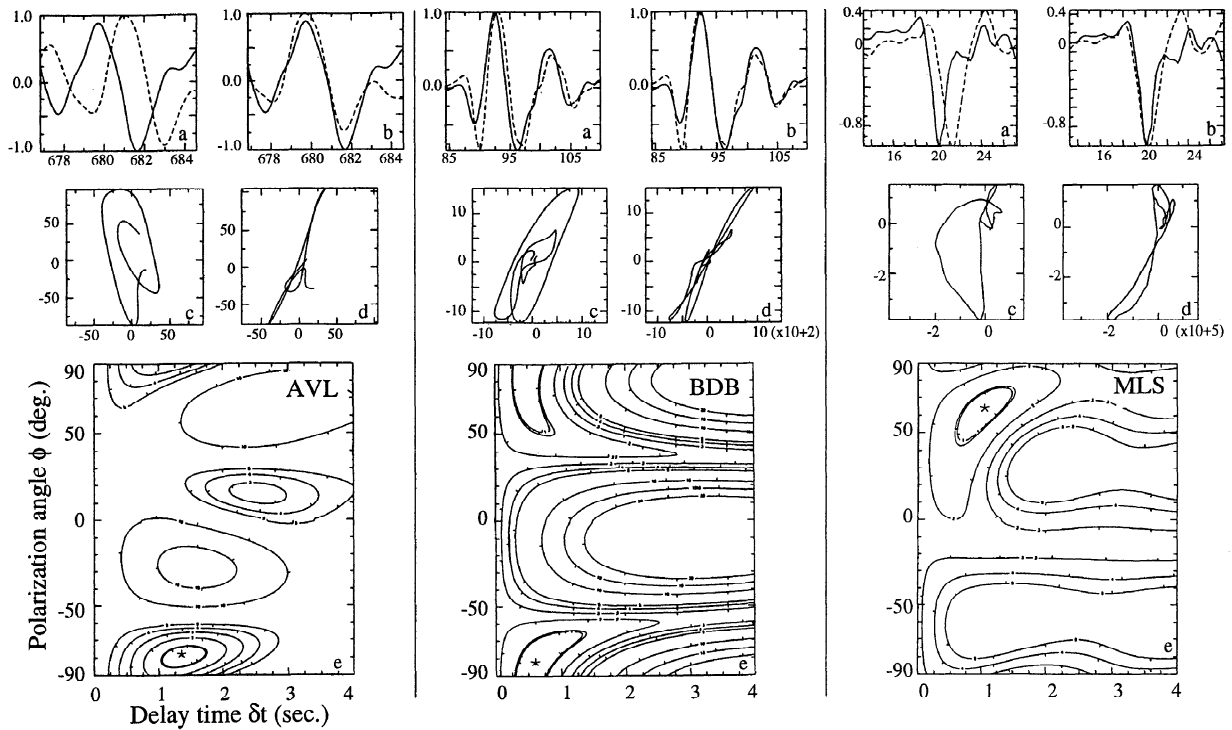 1.0
0.0
1.0
a
678 680 682 684
1.0
0.0
-1.0
b
678 680 682 684
50
0
-50
c
-50 0 50
50
0
-50
d
-50 0 50
90
50
0
-50
-90
AVL
e
0 1 2 3 4
Polarization angle ϕ (deg.)
Delay time δt (sec.)
1.0
0.0
a
85 95 105
1.0
0.0
b
85 95 105
10
0
-10
c
-10 0 10
10
0
-10
d
-10 0 10 (x10+2)
90
50
0
-50
-90
BDB
e
0 1 2 3 4
0.4
0
-0.8
a
16 20 24
0.4
0
-0.8
b
16 20 24
0
-2
c
-2 0
0
-2
d
-2 0 (x10+5)
90
50
0
-50
-90
MLS
e
0 1 2 3 4